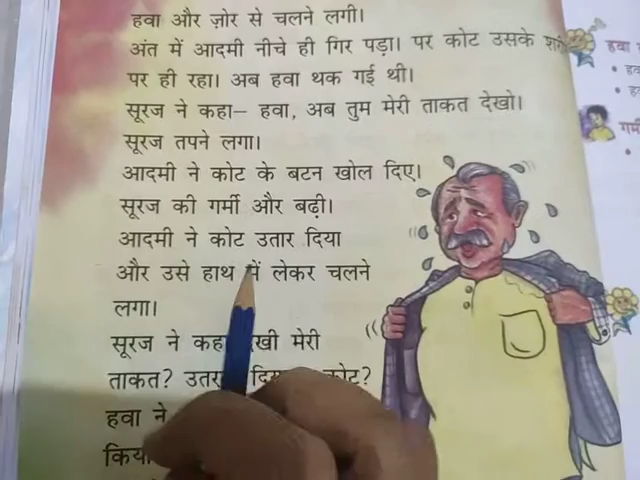 हवा और ज़ोर से चलने लगी।
अंत में आदमी नीचे ही गिर पड़ा। पर कोट उसके
पर ही रहा। अब हवा थक गई थी।
सूरज ने कहा– हवा, अब तुम मेरी ताकत देखो।
सूरज तपने लगा।
आदमी ने कोट के बटन खोल दिए।
सूरज की गर्मी और बढ़ी।
आदमी ने कोट उतार दिया
और उसे हाथ में लेकर चलने
लगा।
सूरज ने मेरी
ताकत? कोट?
हवा ने
हवा
गर्मी